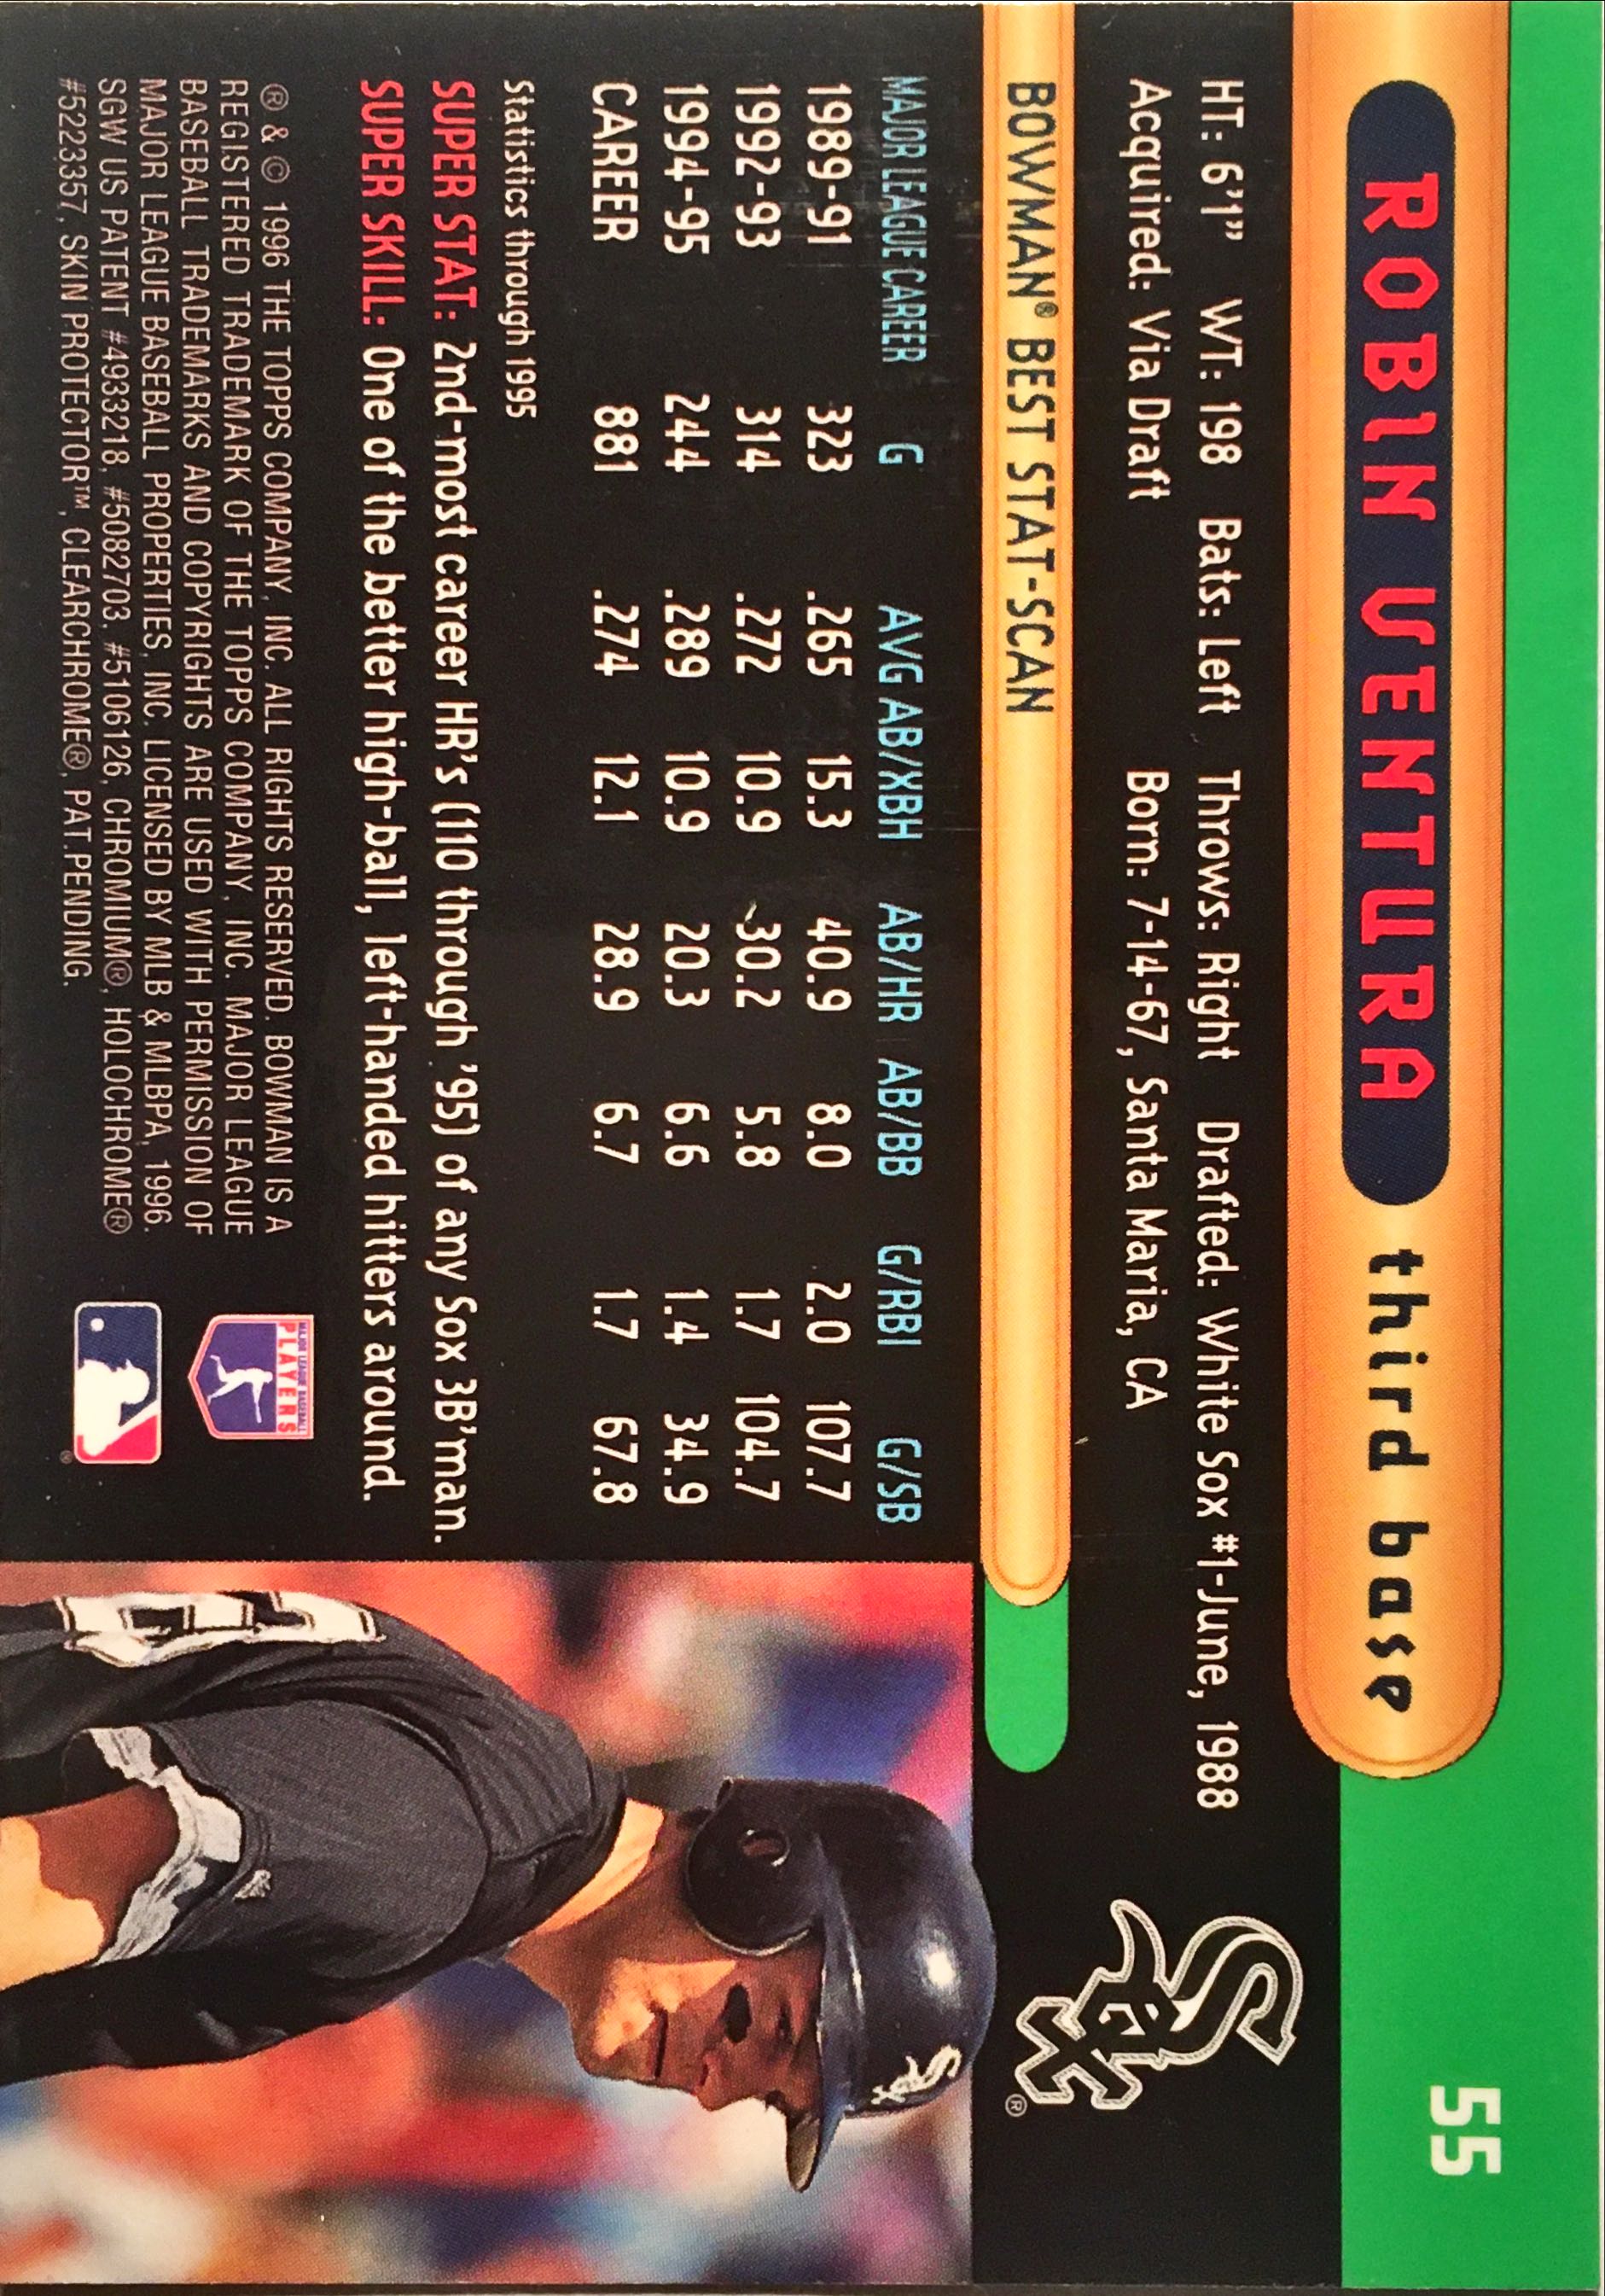 55
ROBIN VENTURA third base
HT: 6'1" WT: 198 Bats: Left Throws: Right Drafted: White Sox #1-June, 1988
Acquired: Via Draft Born: 7-14-67, Santa Maria, CA
Sox ®
BOWMAN® BEST STAT-SCAN
MAJOR LEAGUE CAREER G AVG AB/XBH AB/HR AB/BB G/RBI G/SB
1989-91 323 .265 15.3 40.9 8.0 2.0 107.7
1992-93 314 .272 10.9 30.2 5.8 1.7 104.7
1994-95 244 .289 10.9 20.3 6.6 1.4 34.9
CAREER 881 .274 12.1 28.9 6.7 1.7 67.8
Statistics through 1995
SUPER STAT: 2nd-most career HR's (110 through '95) of any Sox 3B'man.
SUPER SKILL: One of the better high-ball, left-handed hitters around.
® & © 1996 THE TOPPS COMPANY, INC. ALL RIGHTS RESERVED. BOWMAN IS A
REGISTERED TRADEMARK OF THE TOPPS COMPANY, INC. MAJOR LEAGUE
BASEBALL TRADEMARKS AND COPYRIGHTS ARE USED WITH PERMISSION OF
MAJOR LEAGUE BASEBALL PROPERTIES, INC. LICENSED BY MLB & MLBPA, 1996.
SGW US PATENT #4933218, #5082703, #5106126, CHROMIUM®, HOLOCHROME®
#5223357, SKIN PROTECTOR™, CLEARCHROME®, PAT.PENDING.
MAJOR LEAGUE BASEBALL
PLAYERS
®
Sox